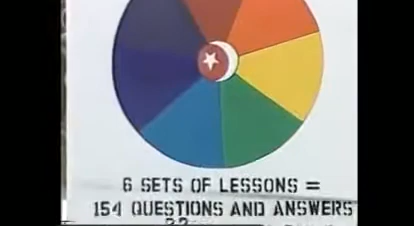 6 SETS OF LESSONS =
154 QUESTIONS AND ANSWERS